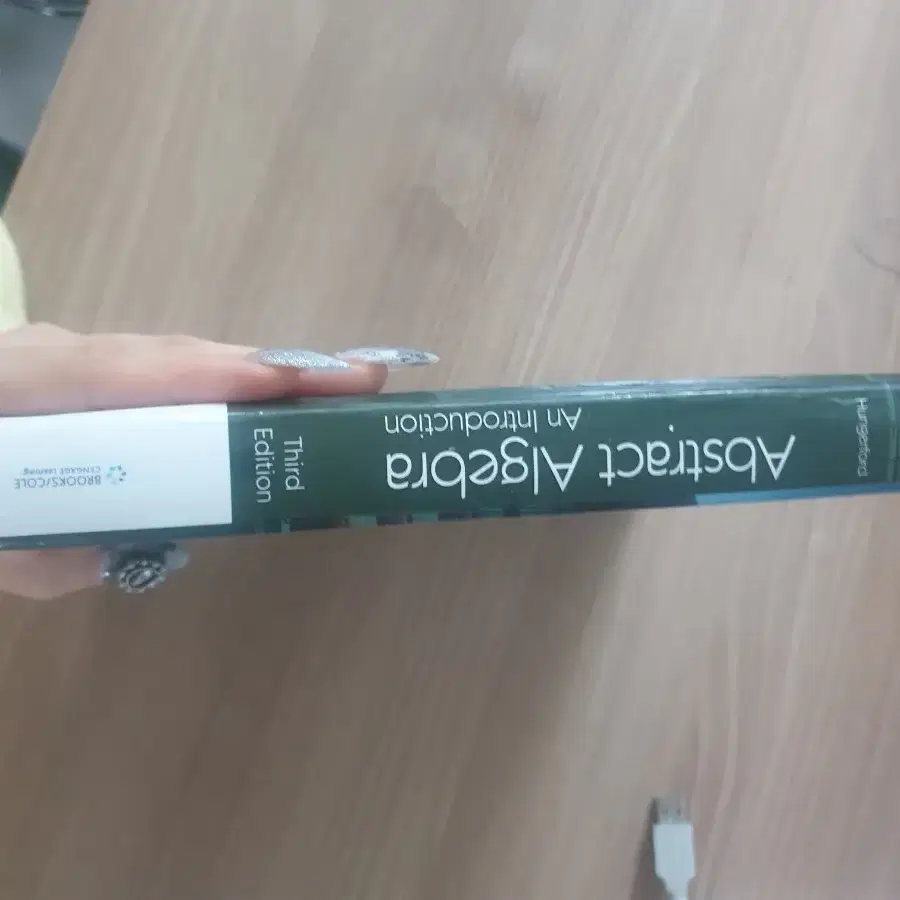 Hungerford
Abstract Algebra
An Introduction
Third
Edition
BROOKS/COLE
CENGAGE Learning